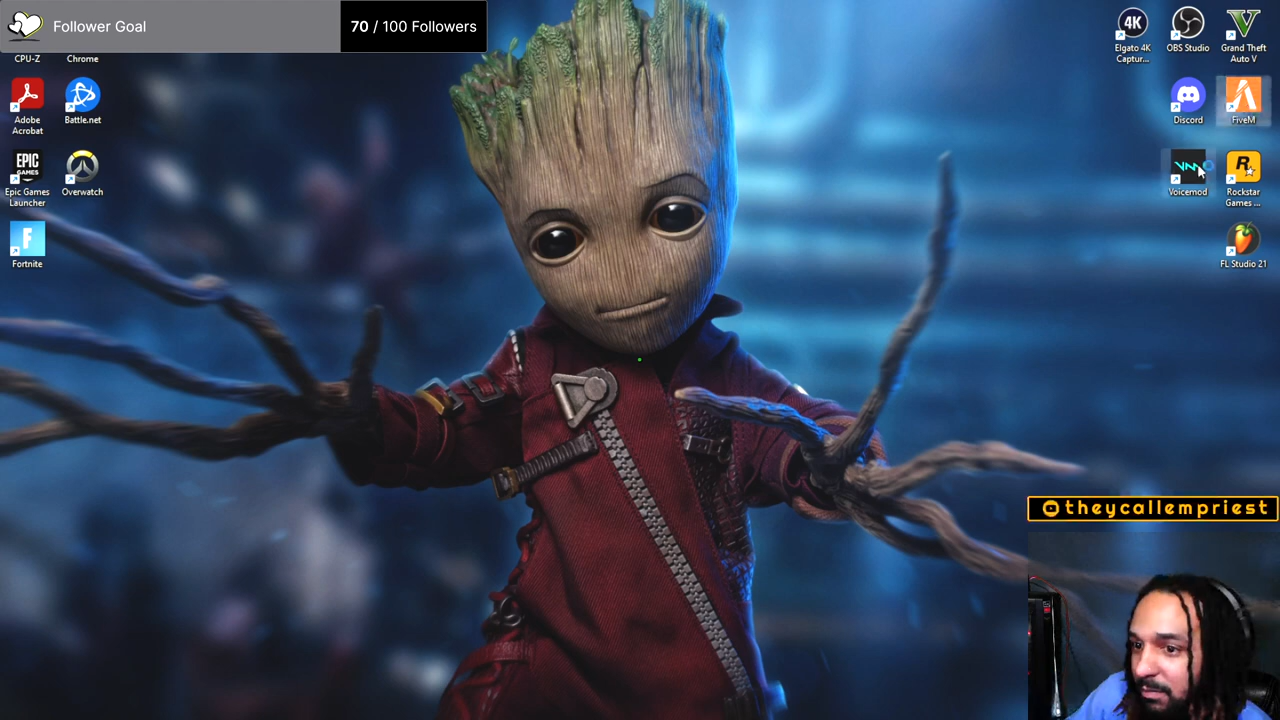 Follower Goal
70 / 100 Followers
CPU-Z
Chrome
Adobe
Acrobat
Battle.net
EPIC
GAMES
Epic Games
Launcher
Overwatch
F
Fortnite
4K
Elgato 4K
Captur...
OBS Studio
V
Grand Theft
Auto V
Discord
FiveM
Voicemod
R
Rockstar
Games ...
FL Studio 21
theycallempriest